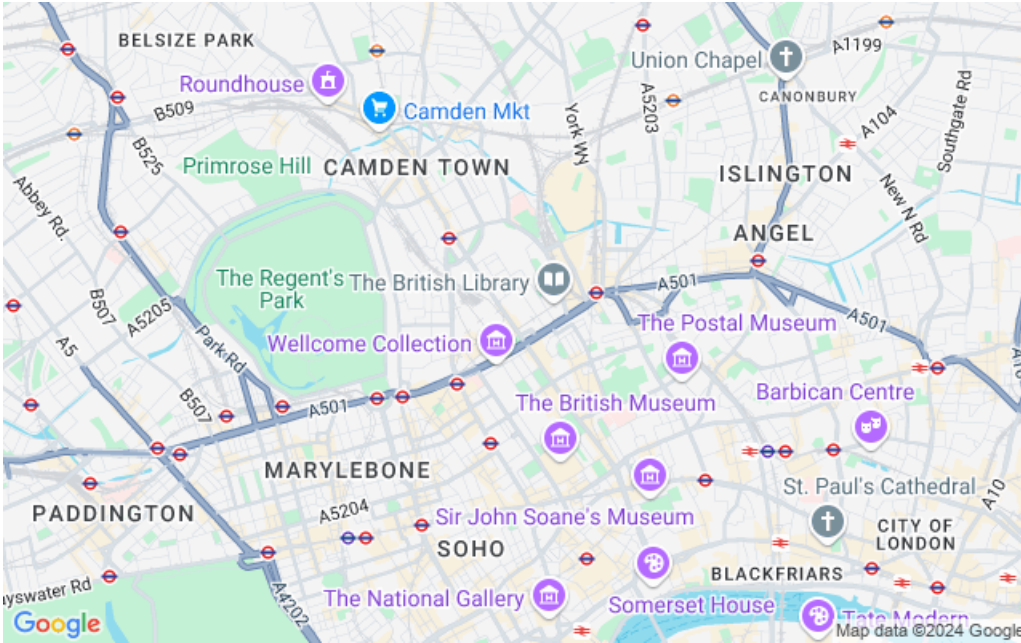 BELSIZE PARK
Union Chapel
A1199
Roundhouse
CANONBURY
B509
Camden Mkt
York WY
A5203
A104
Southgate Rd
B525
Primrose Hill
CAMDEN TOWN
ISLINGTON
Abbey Rd.
New N Rd
ANGEL
The Regent's
Park
The British Library
A501
B507
A5205
A501
A5
Park Rd
Wellcome Collection
The Postal Museum
B507
A501
The British Museum
Barbican Centre
MARYLEBONE
St. Paul's Cathedral
A10
PADDINGTON
A5204
Sir John Soane's Museum
SOHO
CITY OF
LONDON
BLACKFRIARS
yswater Rd
A4202
The National Gallery
Somerset House
Tate Modern
Google
Map data ©2024 Google